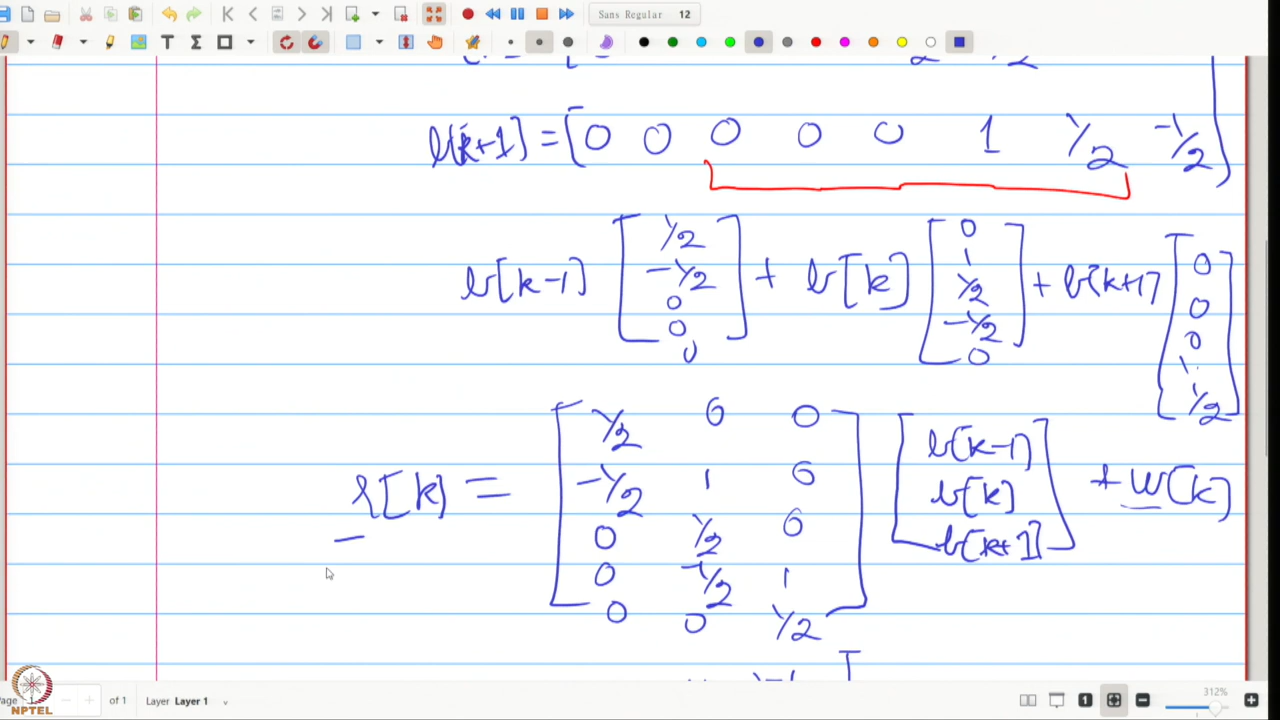 Sans Regular 12
b[k+1] = [ 0 0 0 0 0 1 1/2 -1/2 ]
b[k-1] [ 1/2 -1/2 0 0 0 ] + b[k] [ 0 1 1/2 -1/2 0 ] + b[k+1] [ 0 0 0 1 1/2 ]
r[k] = [ 1/2 0 0
-1/2 1 0
0 1/2 0
0 -1/2 1
0 0 1/2 ] [ b[k-1] b[k] b[k+1] ] + w[k]
NPTEL
Page 1 of 1 Layer Layer 1
312%